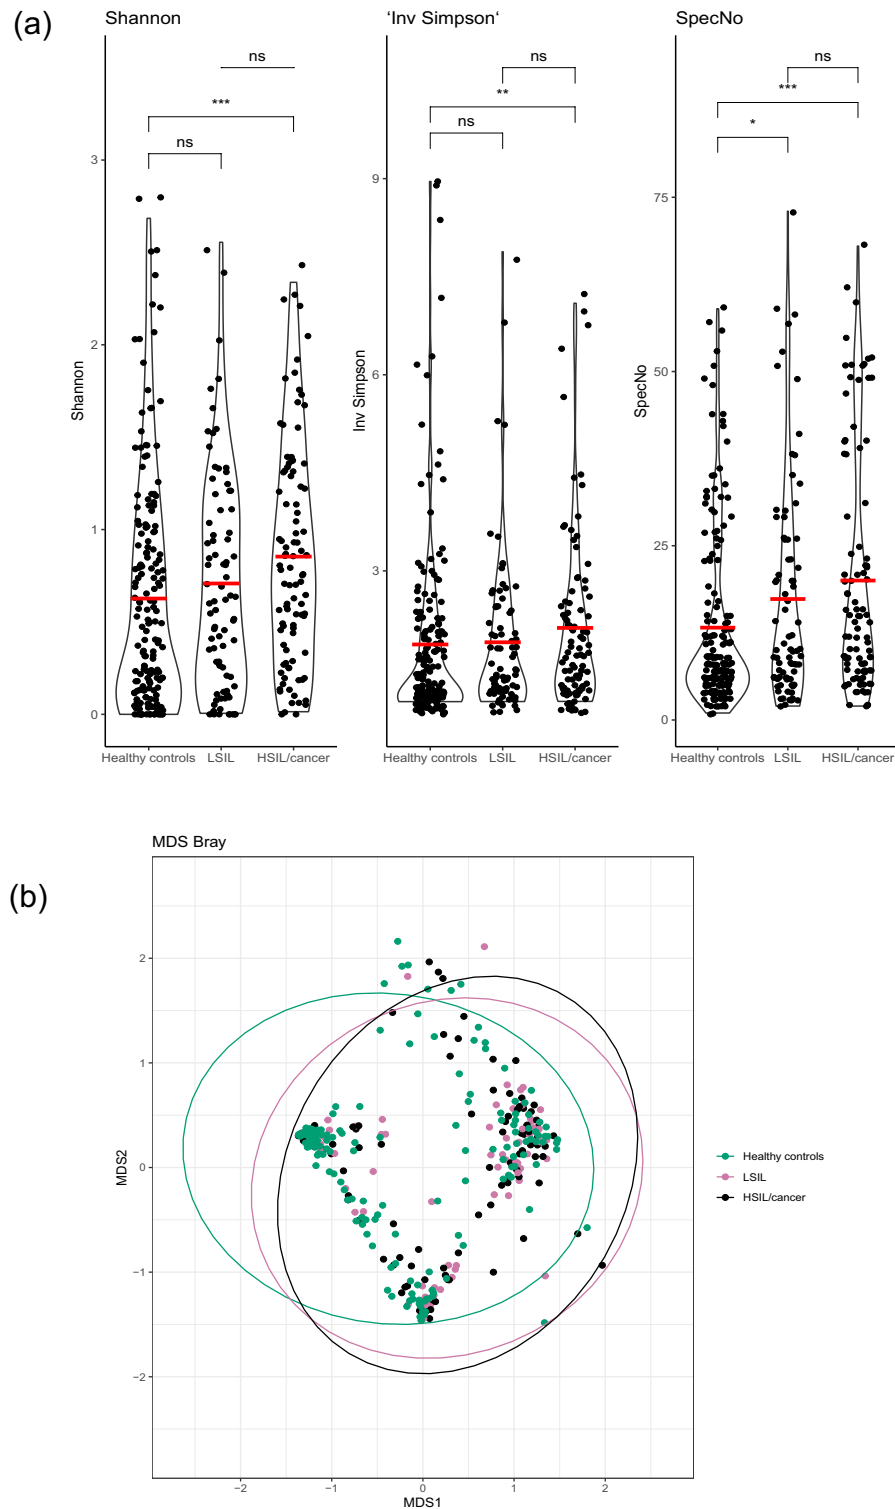 (a)
Shannon
‘Inv Simpson‘
SpecNo
ns
***
ns
ns
**
ns
ns
***
*
3
2
1
0
Shannon
9
6
3
Inv Simpson
75
50
25
0
SpecNo
Healthy controls LSIL HSIL/cancer
Healthy controls LSIL HSIL/cancer
Healthy controls LSIL HSIL/cancer
(b)
MDS Bray
2
1
0
−1
−2
MDS2
−2 −1 0 1 2
MDS1
Healthy controls
LSIL
HSIL/cancer